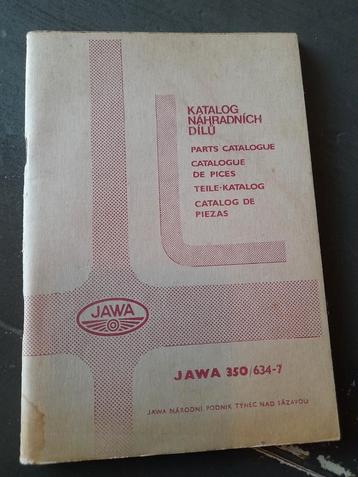 KATALOG
NÁHRADNÍCH
DÍLŮ
PARTS CATALOGUE
CATALOGUE
DE PICES
TEILE-KATALOG
CATALOG DE
PIEZAS
JAWA
JAWA 350/634-7
JAWA NÁRODNÍ PODNIK TÝNEC NAD SÁZAVOU